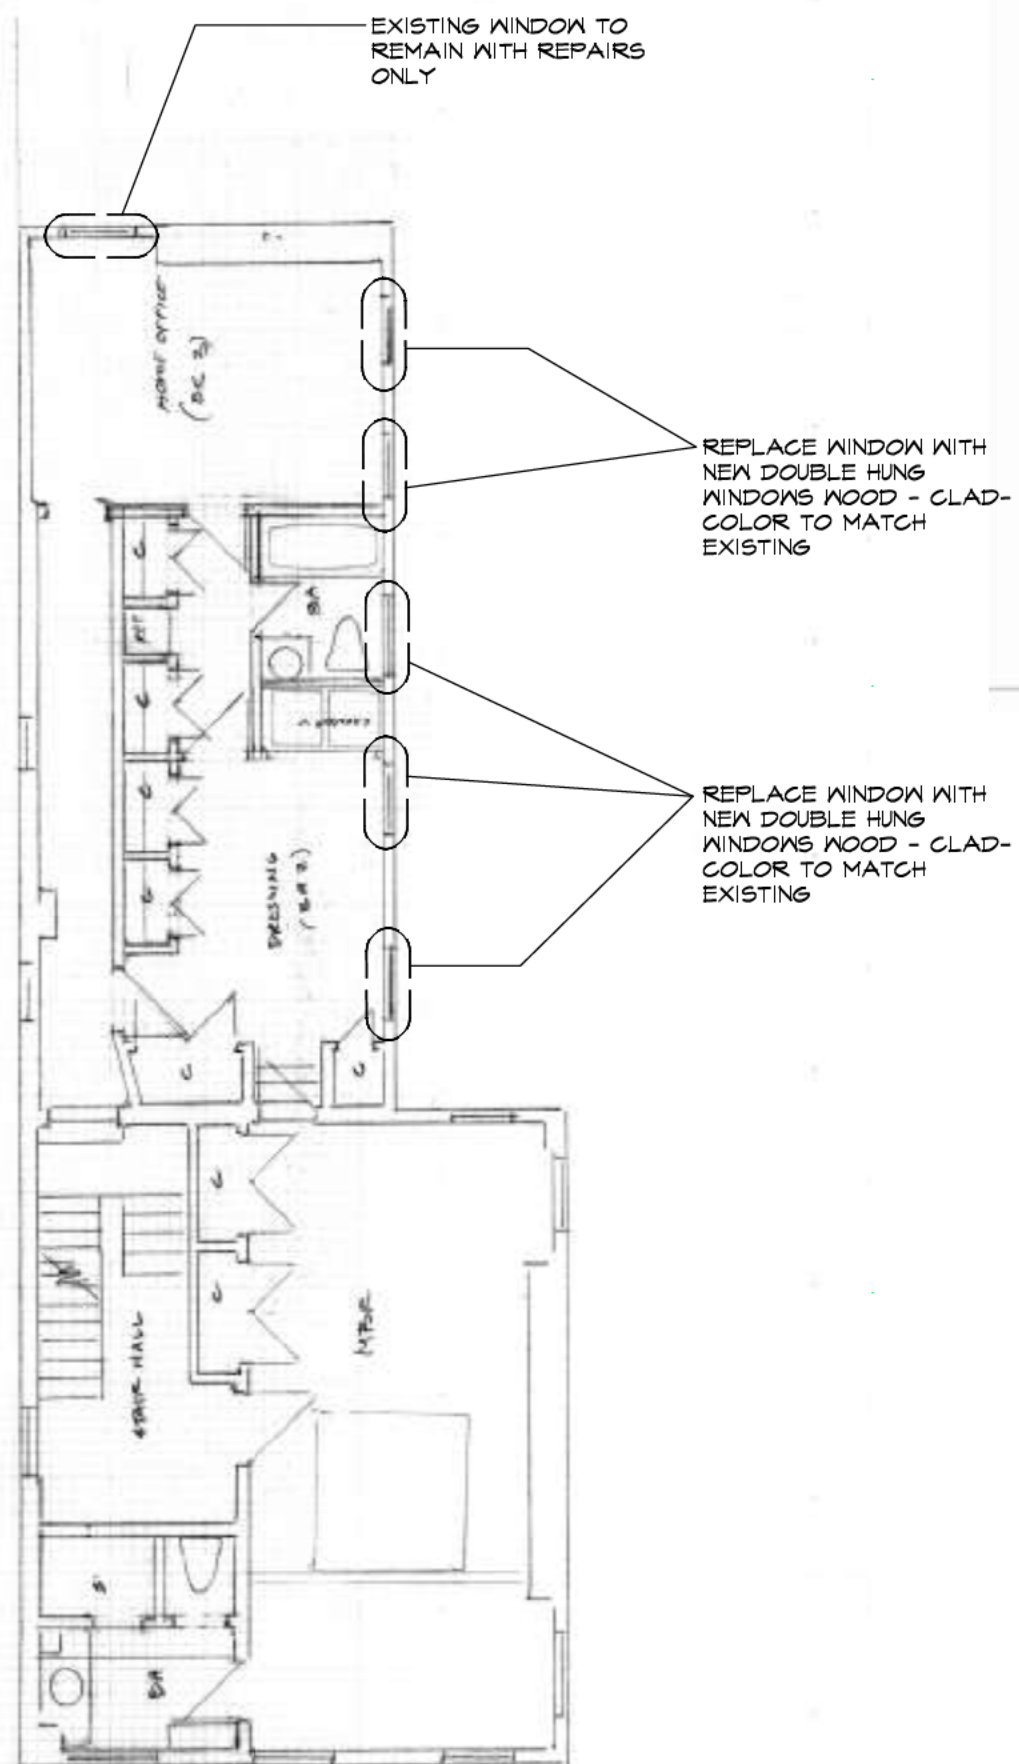 EXISTING WINDOW TO
REMAIN WITH REPAIRS
ONLY
HOME OFFICE
REPLACE WINDOW WITH
NEW DOUBLE HUNG
WINDOWS WOOD - CLAD-
COLOR TO MATCH
EXISTING
C
BA
REF
C
C
REPLACE WINDOW WITH
NEW DOUBLE HUNG
WINDOWS WOOD - CLAD-
COLOR TO MATCH
EXISTING
C
DRESSING
C
C
C
C
MBR
STAIR HALL
S
BA